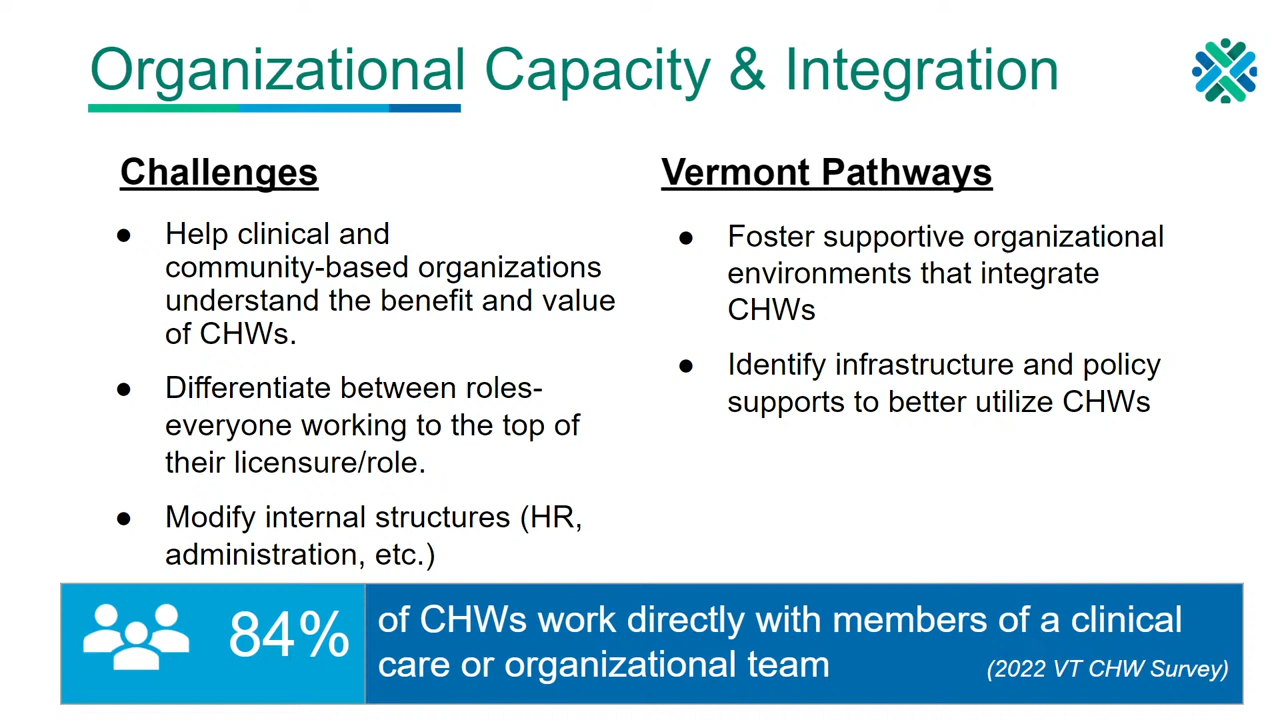 Organizational Capacity & Integration
Challenges
● Help clinical and
community-based organizations
understand the benefit and value
of CHWs.
● Differentiate between roles-
everyone working to the top of
their licensure/role.
● Modify internal structures (HR,
administration, etc.)
Vermont Pathways
● Foster supportive organizational
environments that integrate
CHWs
● Identify infrastructure and policy
supports to better utilize CHWs
84%
of CHWs work directly with members of a clinical
care or organizational team
(2022 VT CHW Survey)